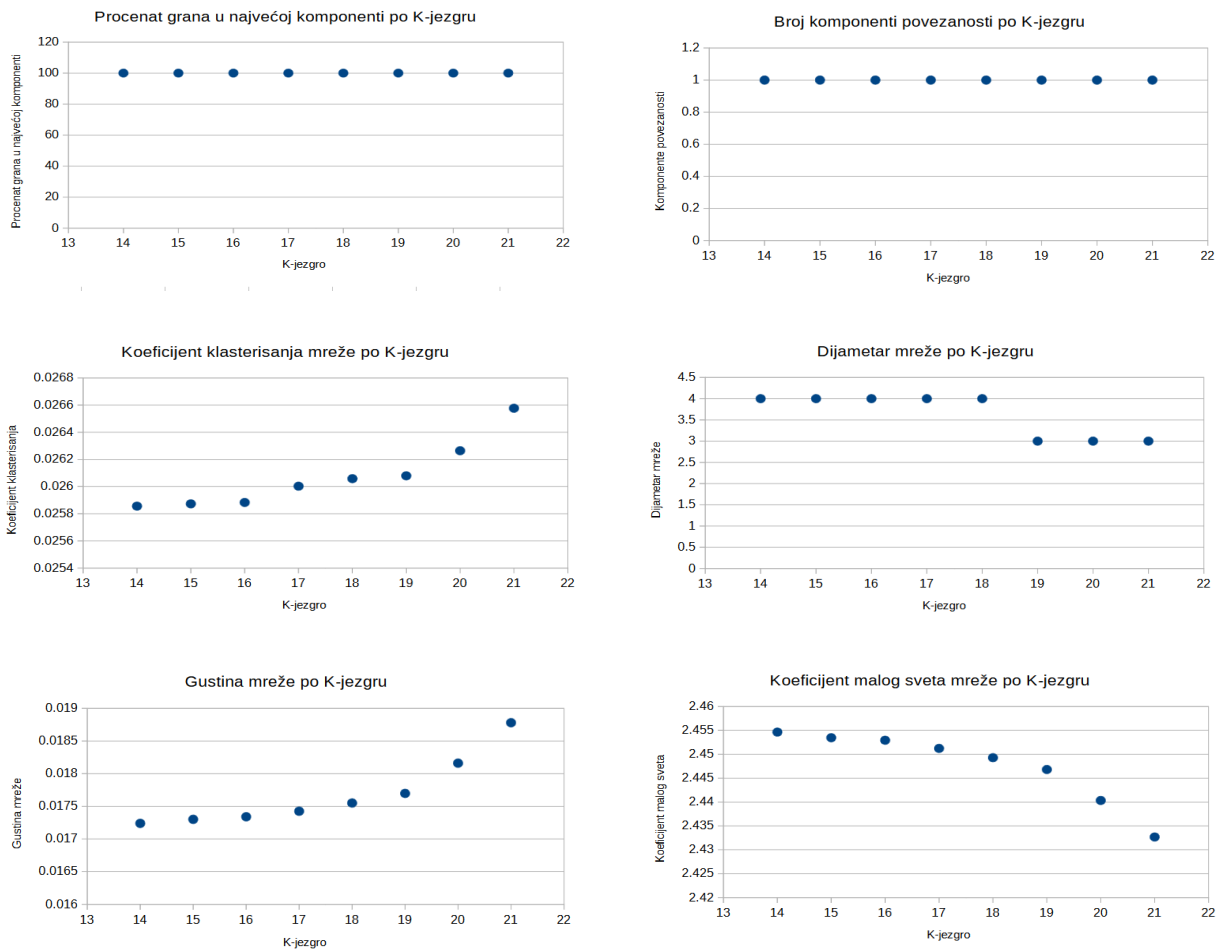 Procenat grana u najvećoj komponenti po K-jezgru
Procenat grana u najvećoj komponenti
120
100
80
60
40
20
0
13 14 15 16 17 18 19 20 21 22
K-jezgro
Broj komponenti povezanosti po K-jezgru
Komponente povezanosti
1.2
1
0.8
0.6
0.4
0.2
0
13 14 15 16 17 18 19 20 21 22
K-jezgro
Koeficijent klasterisanja mreže po K-jezgru
Koeficijent klasterisanja
0.0268
0.0266
0.0264
0.0262
0.026
0.0258
0.0256
0.0254
13 14 15 16 17 18 19 20 21 22
K-jezgro
Dijametar mreže po K-jezgru
Dijametar mreže
4.5
4
3.5
3
2.5
2
1.5
1
0.5
0
13 14 15 16 17 18 19 20 21 22
K-jezgro
Gustina mreže po K-jezgru
Gustina mreže
0.019
0.0185
0.018
0.0175
0.017
0.0165
0.016
13 14 15 16 17 18 19 20 21 22
K-jezgro
Koeficijent malog sveta mreže po K-jezgru
Koeficijent malog sveta
2.46
2.455
2.45
2.445
2.44
2.435
2.43
2.425
2.42
13 14 15 16 17 18 19 20 21 22
K-jezgro